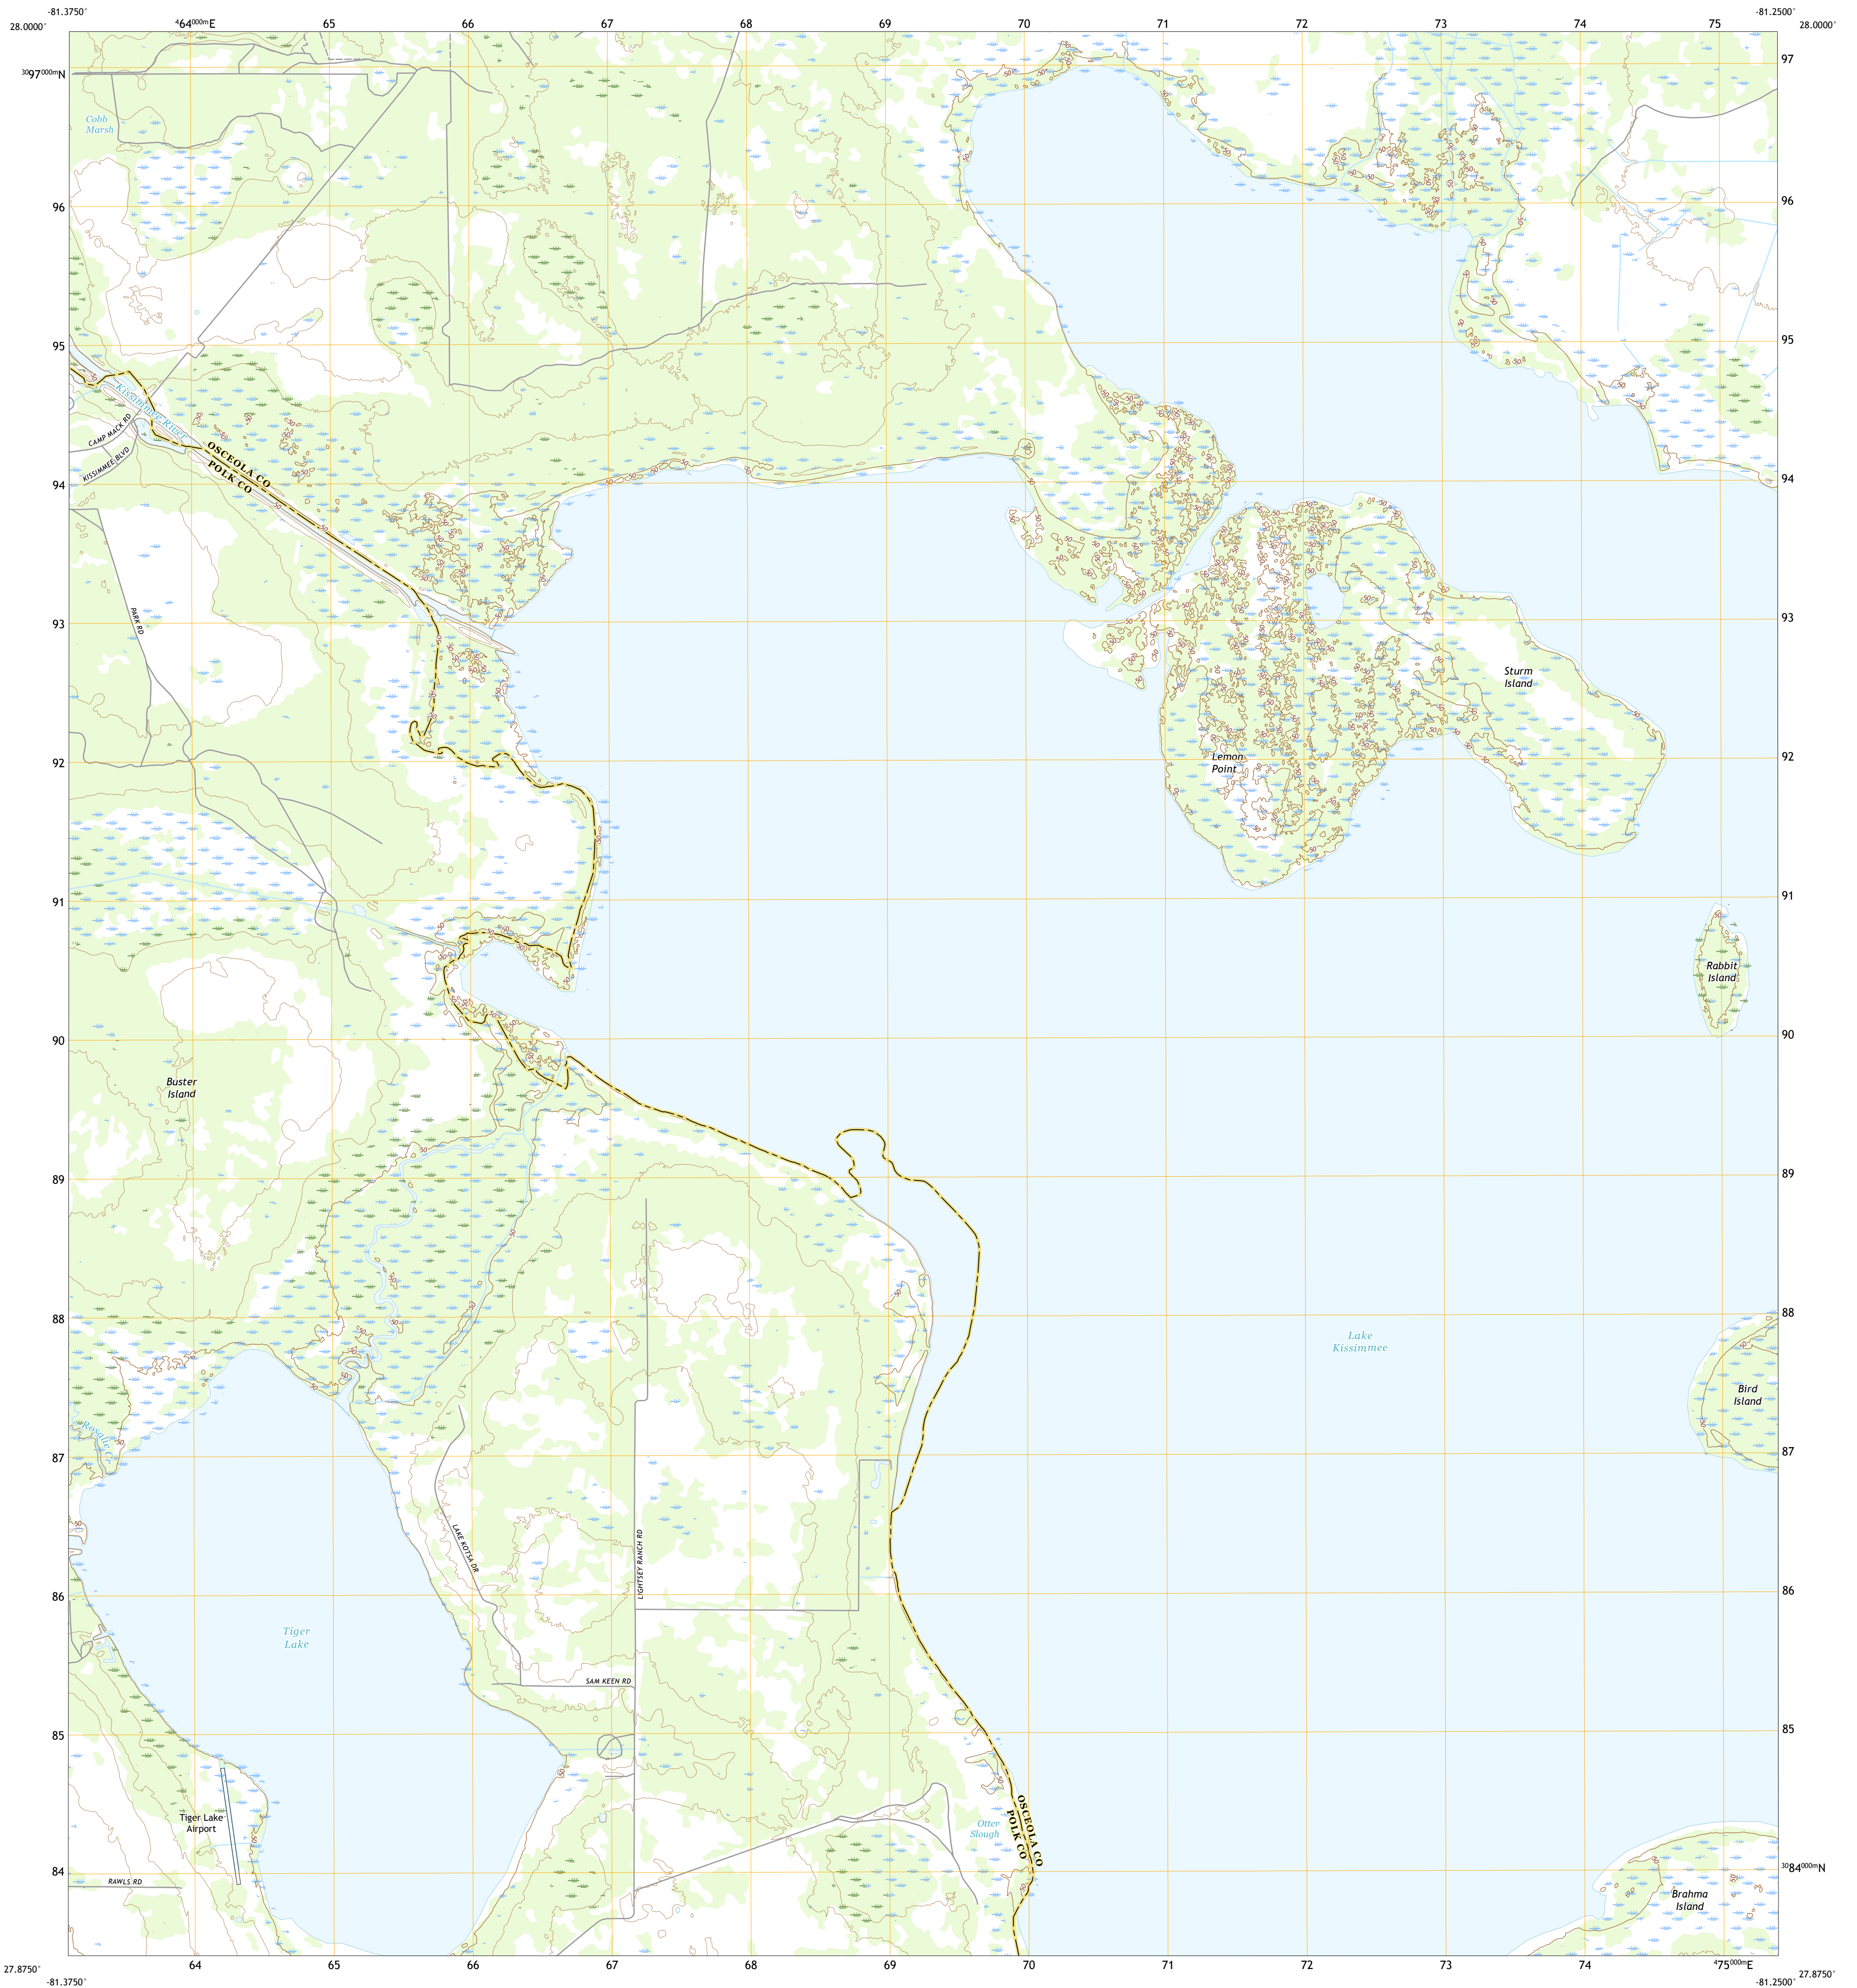 -81.3750°
-81.2500°
28.0000°
⁴64⁰⁰⁰ᵐE
65
66
67
68
69
70
71
72
73
74
75
28.0000°
³⁰97⁰⁰⁰ᵐN
97
Cobb
Marsh
96
96
95
95
Kissimmee River
CAMP MACK RD
KISSIMMEE BLVD
OSCEOLA CO
POLK CO
94
94
PARK RD
93
93
Sturm
Island
Lemon
Point
92
92
91
91
Rabbit
Island
90
90
Buster
Island
89
89
88
88
Lake
Kissimmee
Bird
Island
Rosalie Cr
87
87
LAKE KOTSA DR
LIGHTSEY RANCH RD
86
86
Tiger
Lake
SAM KEEN RD
85
85
Tiger Lake
Airport
Otter
Slough
OSCEOLA CO
POLK CO
84
³⁰84⁰⁰⁰ᵐN
RAWLS RD
Brahma
Island
27.8750°
64
65
66
67
68
69
70
71
72
73
74
⁴75⁰⁰⁰ᵐE
27.8750°
-81.3750°
-81.2500°